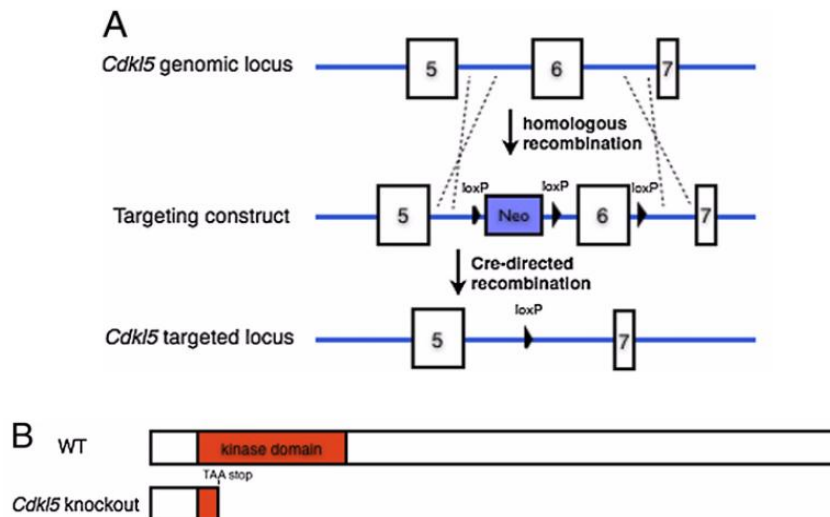 A
Cdkl5 genomic locus
5
6
7
homologous
recombination
loxP
loxP
loxP
Targeting construct
5
Neo
6
7
Cre-directed
recombination
loxP
Cdkl5 targeted locus
5
7
B
WT
kinase domain
TAA stop
Cdkl5 knockout